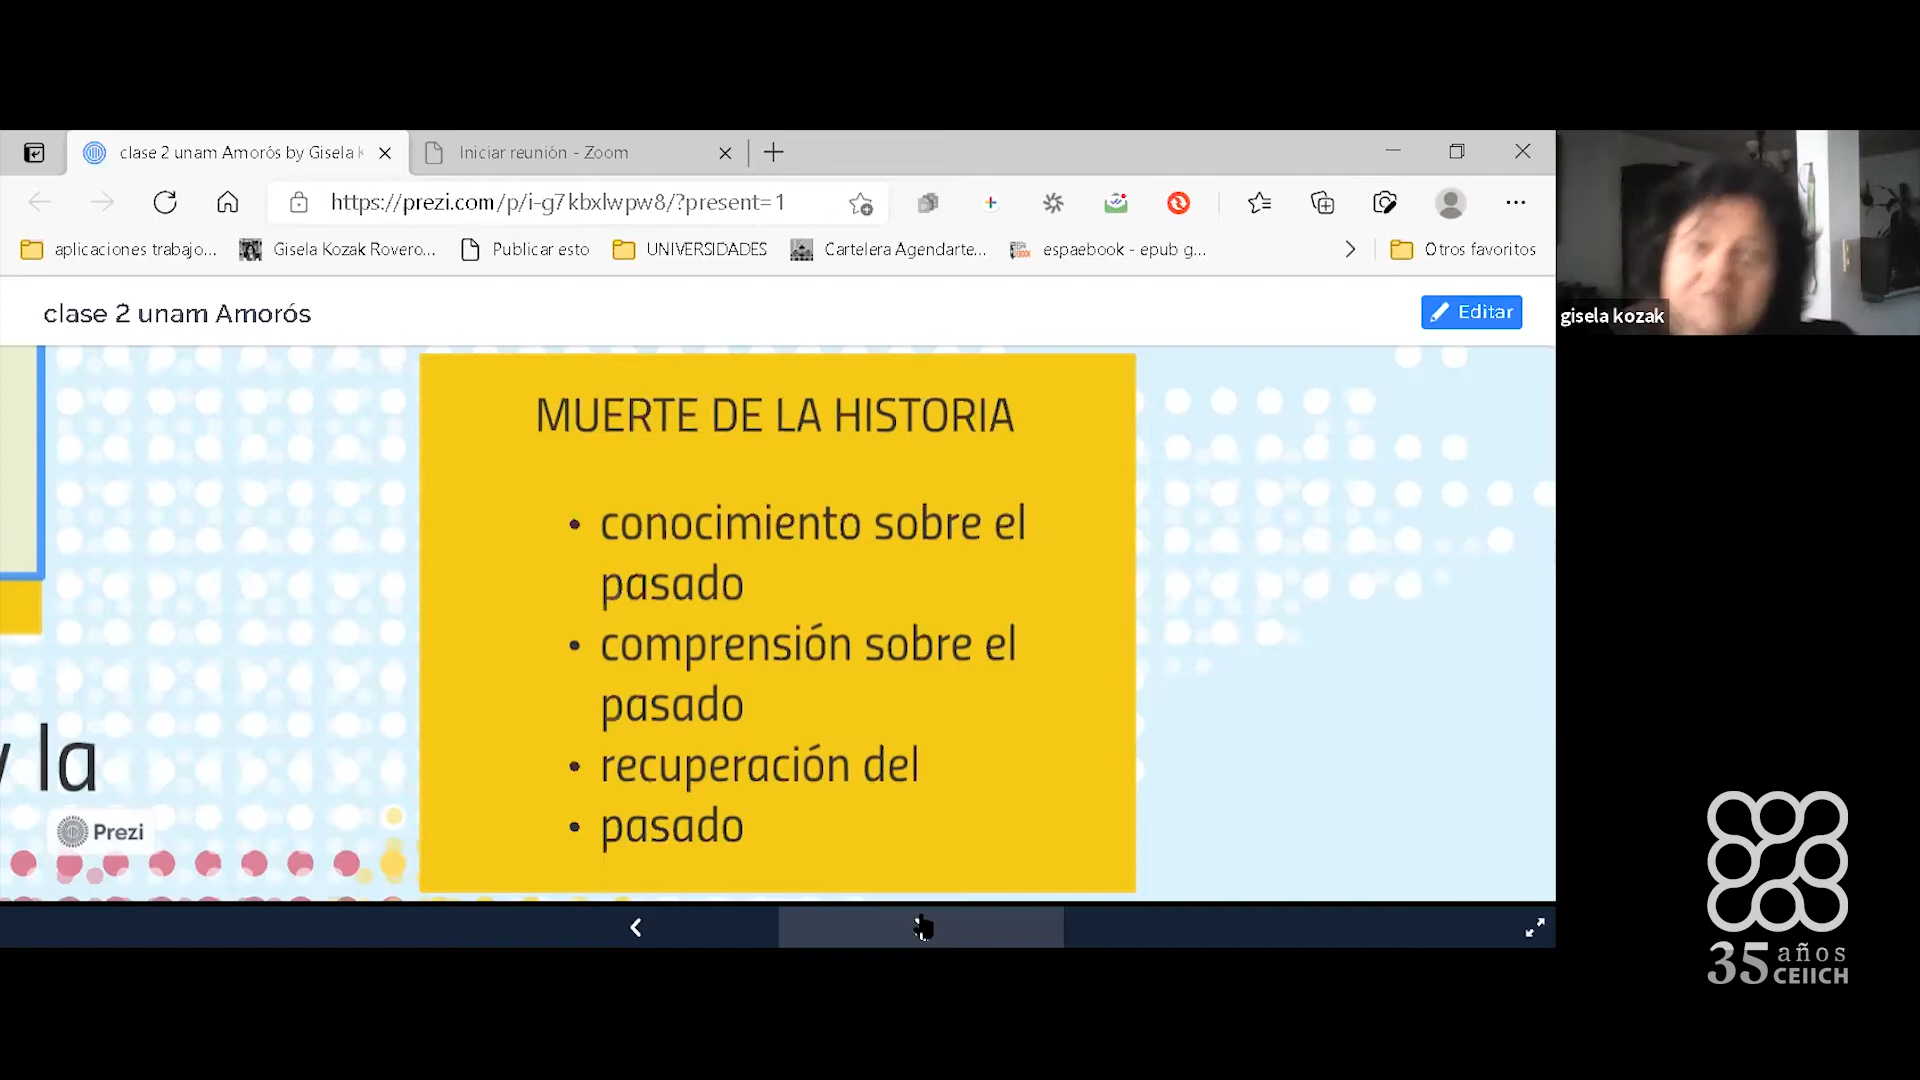 clase 2 unam Amorós by Gisela K
Iniciar reunión - Zoom
https://prezi.com/p/i-g7kbxlwpw8/?present=1
aplicaciones trabajo...
Gisela Kozak Rovero...
Publicar esto
UNIVERSIDADES
Cartelera Agendarte...
espaebook - epub g...
Otros favoritos
clase 2 unam Amorós
Editar
gisela kozak
MUERTE DE LA HISTORIA
• conocimiento sobre el
pasado
• comprensión sobre el
pasado
• recuperación del
• pasado
y la
Prezi
35 años
CEIICH